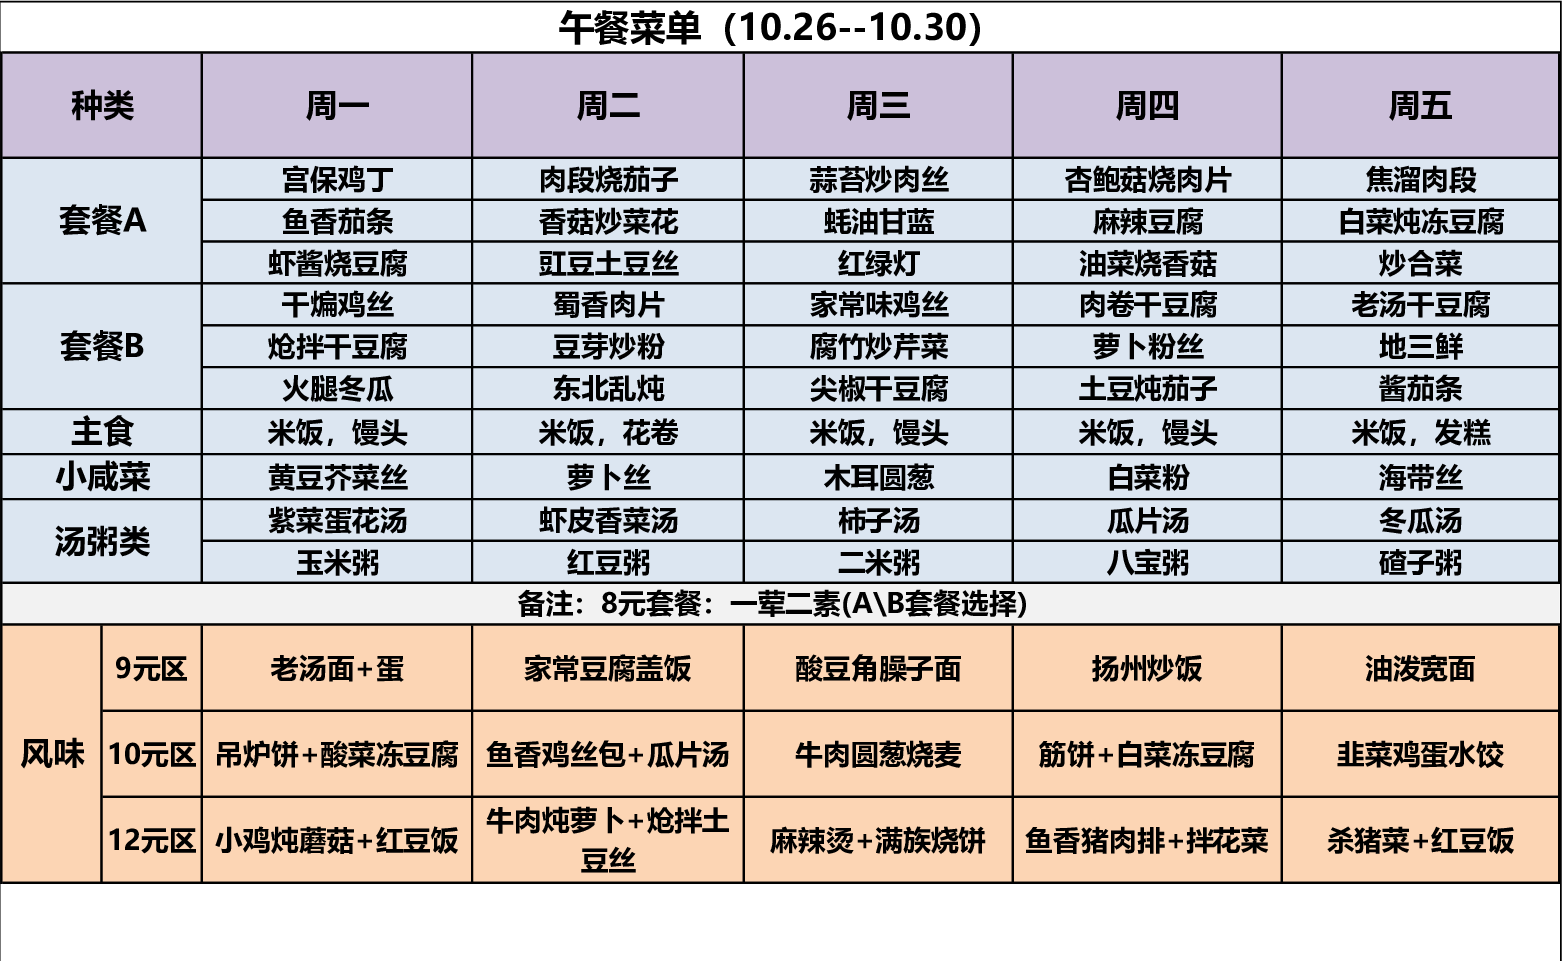 午餐菜单（10.26--10.30）
种类 周一 周二 周三 周四 周五
套餐A 宫保鸡丁 肉段烧茄子 蒜苔炒肉丝 杏鲍菇烧肉片 焦溜肉段
鱼香茄条 香菇炒菜花 蚝油甘蓝 麻辣豆腐 白菜炖冻豆腐
虾酱烧豆腐 豇豆土豆丝 红绿灯 油菜烧香菇 炒合菜
套餐B 干煸鸡丝 蜀香肉片 家常味鸡丝 肉卷干豆腐 老汤干豆腐
炝拌干豆腐 豆芽炒粉 腐竹炒芹菜 萝卜粉丝 地三鲜
火腿冬瓜 东北乱炖 尖椒干豆腐 土豆炖茄子 酱茄条
主食 米饭，馒头 米饭，花卷 米饭，馒头 米饭，馒头 米饭，发糕
小咸菜 黄豆芥菜丝 萝卜丝 木耳圆葱 白菜粉 海带丝
汤粥类 紫菜蛋花汤 虾皮香菜汤 柿子汤 瓜片汤 冬瓜汤
玉米粥 红豆粥 二米粥 八宝粥 碴子粥
备注：8元套餐：一荤二素(A\B套餐选择)
风味 9元区 老汤面+蛋 家常豆腐盖饭 酸豆角臊子面 扬州炒饭 油泼宽面
10元区 吊炉饼+酸菜冻豆腐 鱼香鸡丝包+瓜片汤 牛肉圆葱烧麦 筋饼+白菜冻豆腐 韭菜鸡蛋水饺
12元区 小鸡炖蘑菇+红豆饭 牛肉炖萝卜+炝拌土 麻辣烫+满族烧饼 鱼香猪肉排+拌花菜 杀猪菜+红豆饭
豆丝